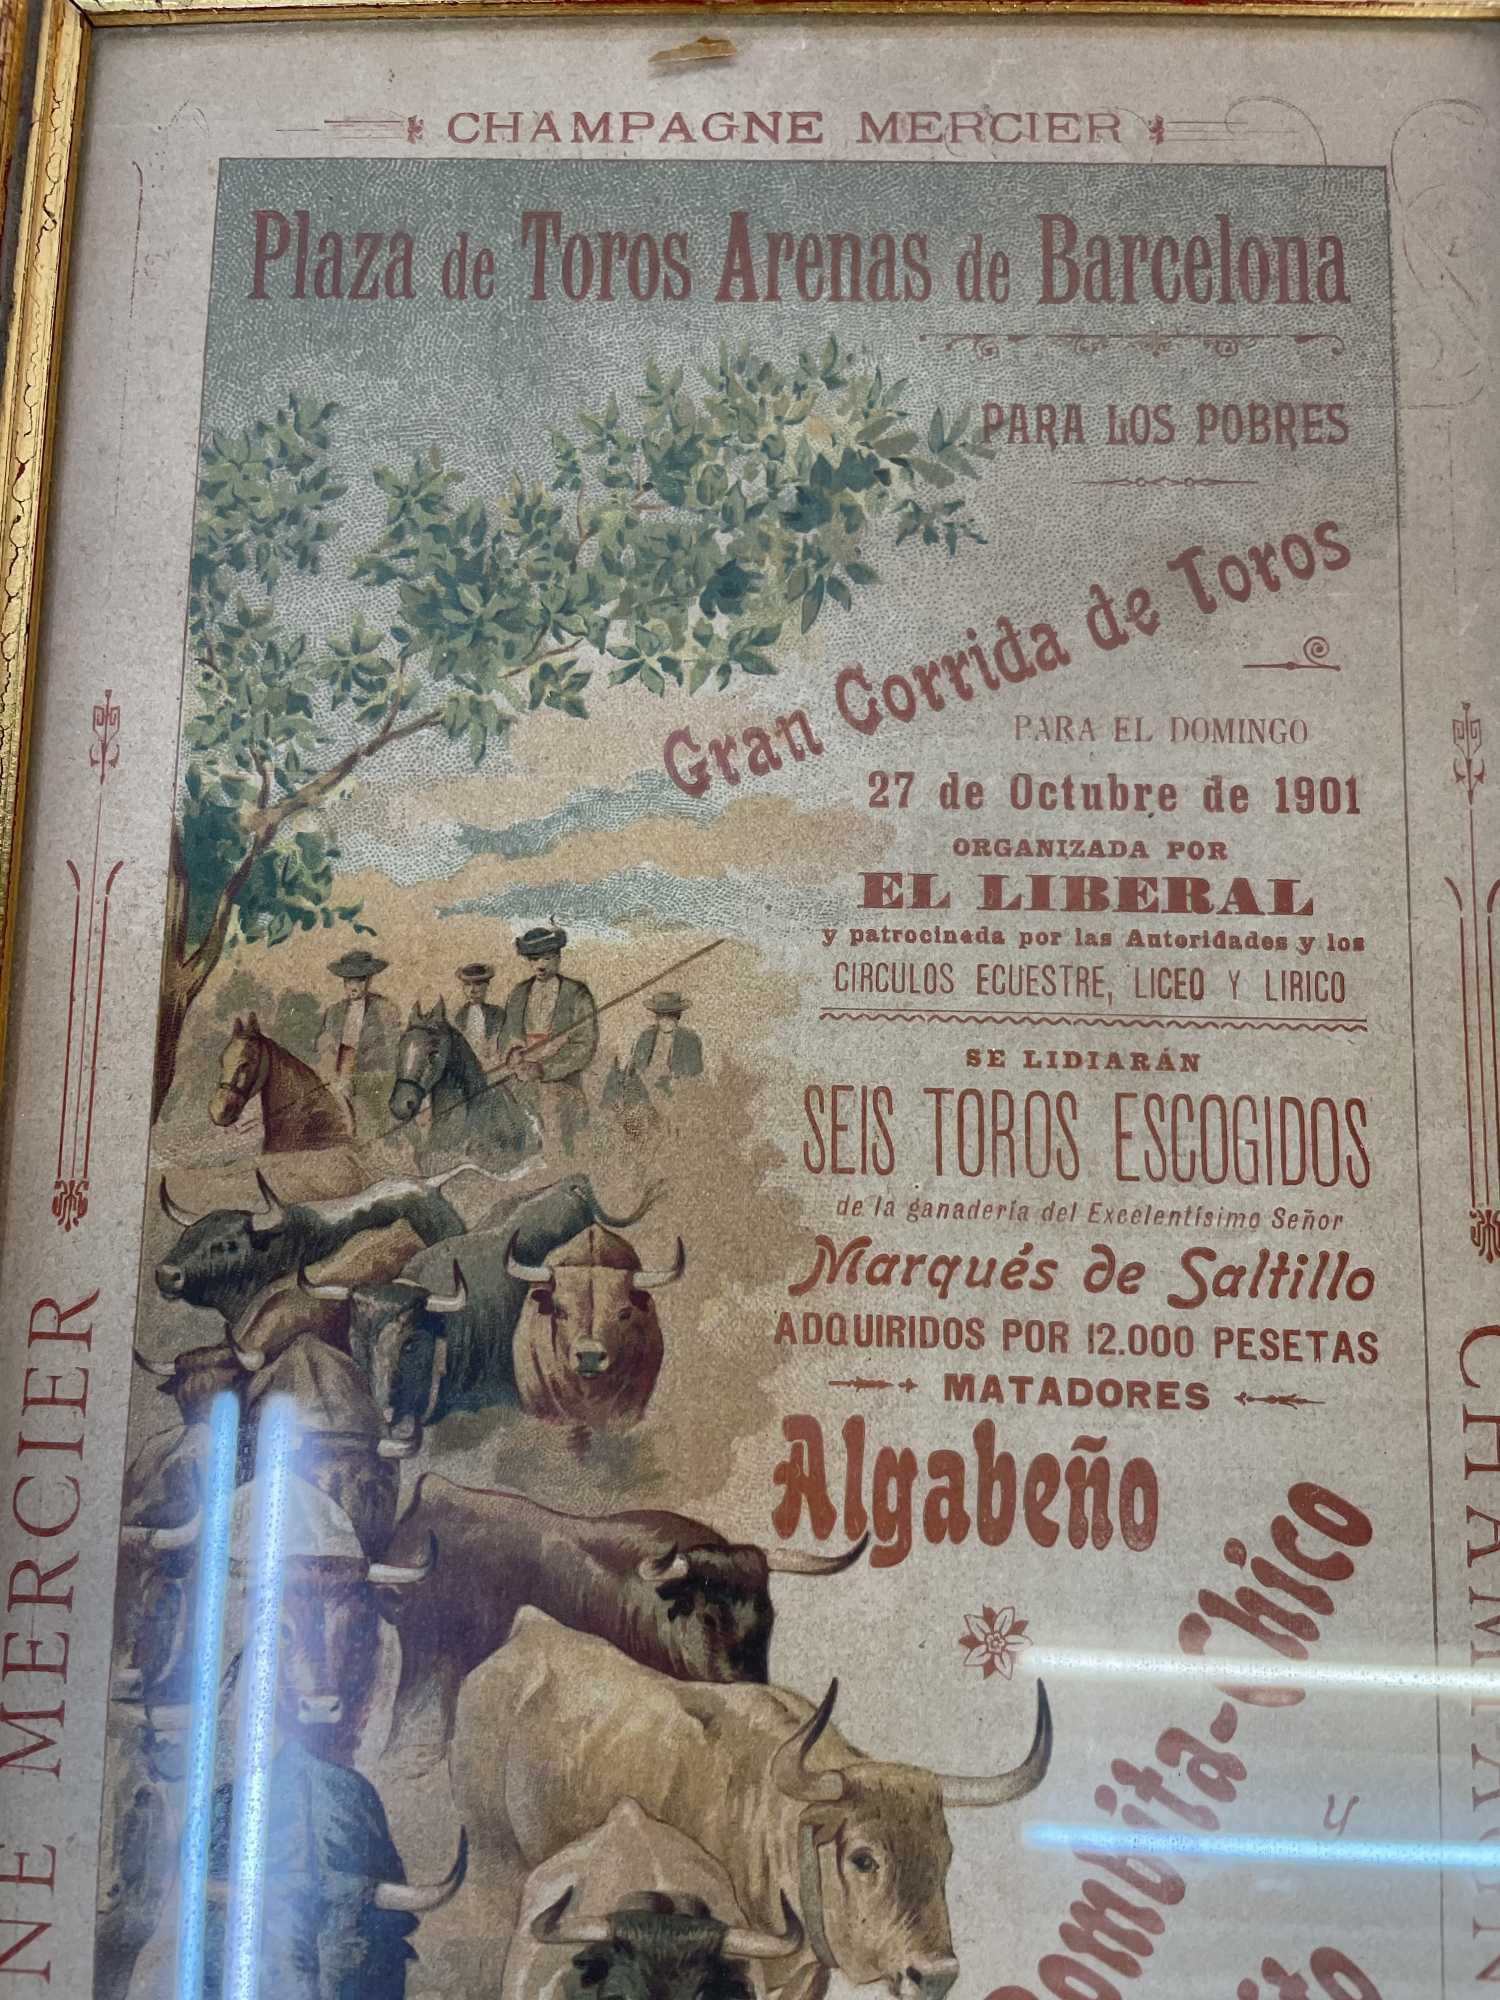 CHAMPAGNE MERCIER
Plaza de Toros Arenas de Barcelona
PARA LOS POBRES
Gran Corrida de Toros
PARA EL DOMINGO
27 de Octubre de 1901
ORGANIZADA POR
EL LIBERAL
y patrocinada por las Autoridades y los
CIRCULOS ECUESTRE, LICEO Y LIRICO
SE LIDIARÁN
SEIS TOROS ESCOGIDOS
de la ganadería del Excelentísimo Señor
Marqués de Saltillo
ADQUIRIDOS POR 12.000 PESETAS
MATADORES
Algabeño
Bombita-Chico
y
NE MERCIER
CHAMPAGN